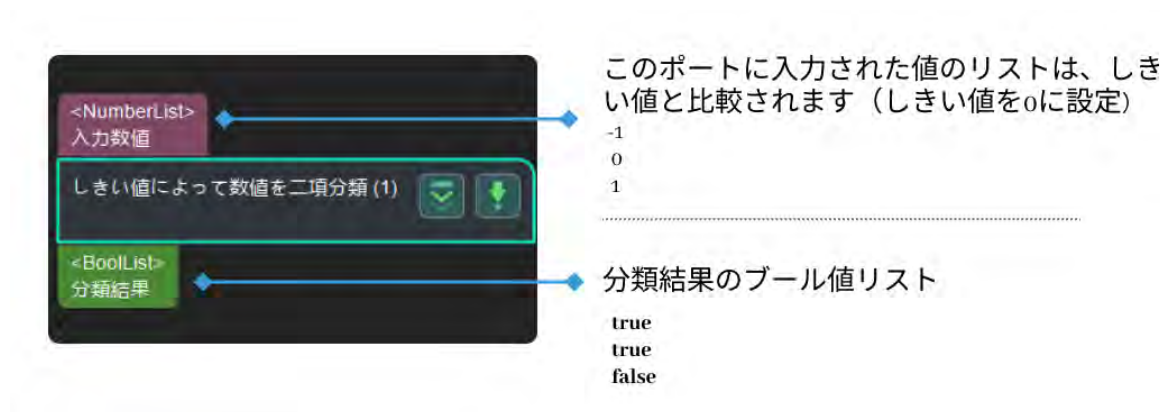 <NumberList>
入力数値
しきい値によって数値を二項分類 (1)
<BoolList>
分類結果
このポートに入力された値のリストは、しき
い値と比較されます（しきい値を0に設定)
-1
0
1
分類結果のブール値リスト
true
true
false